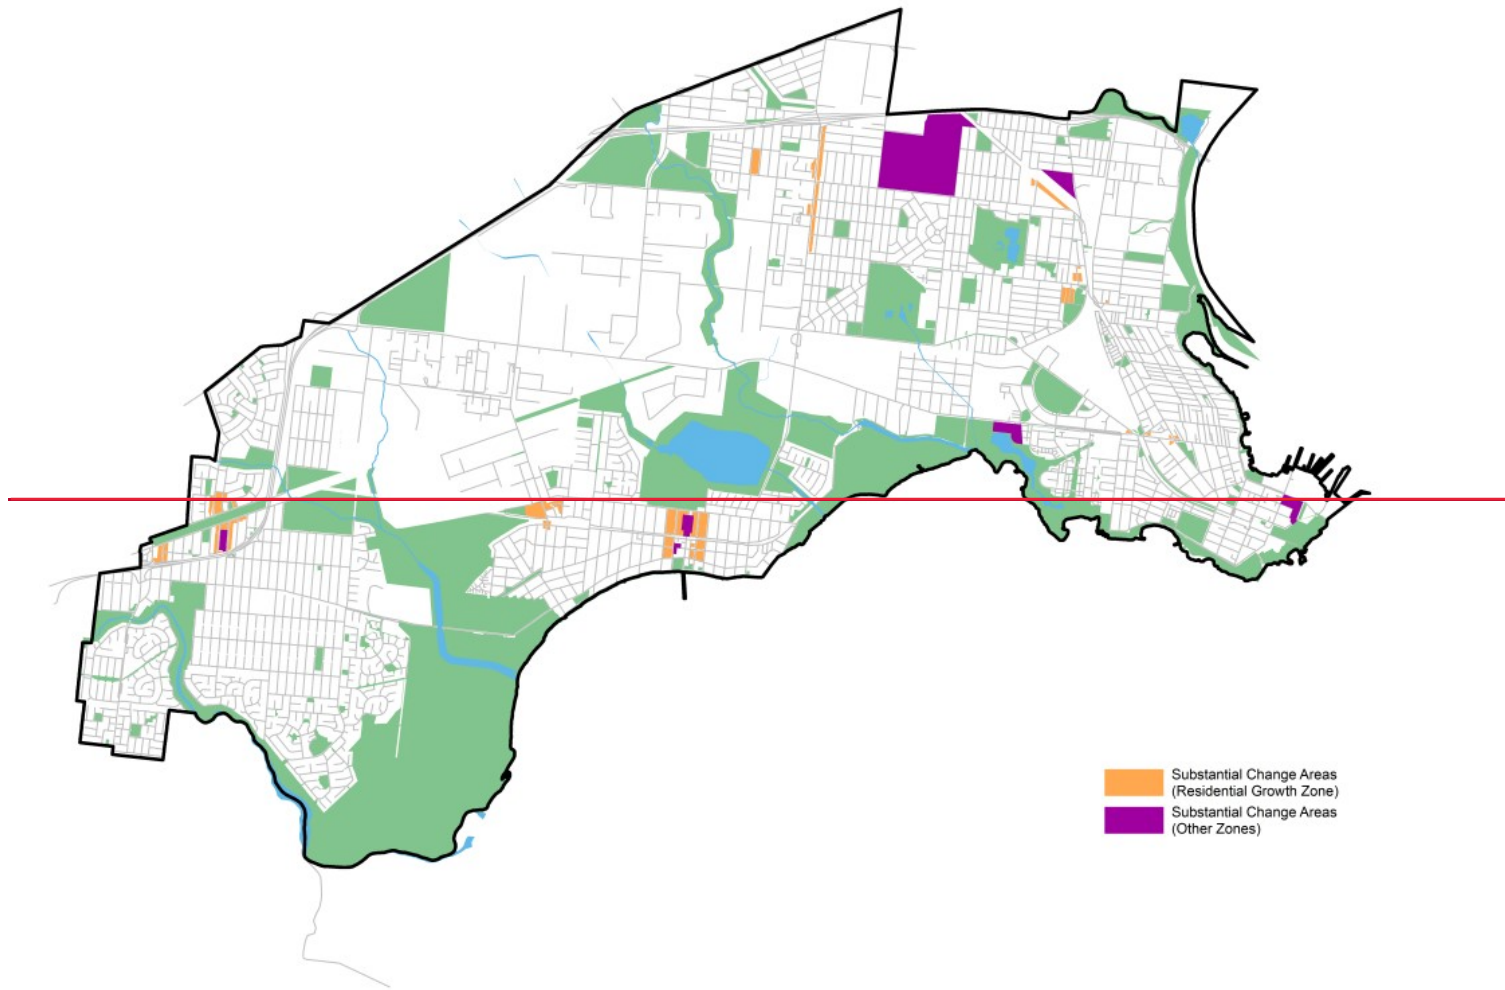 Substantial Change Areas
(Residential Growth Zone)
Substantial Change Areas
(Other Zones)